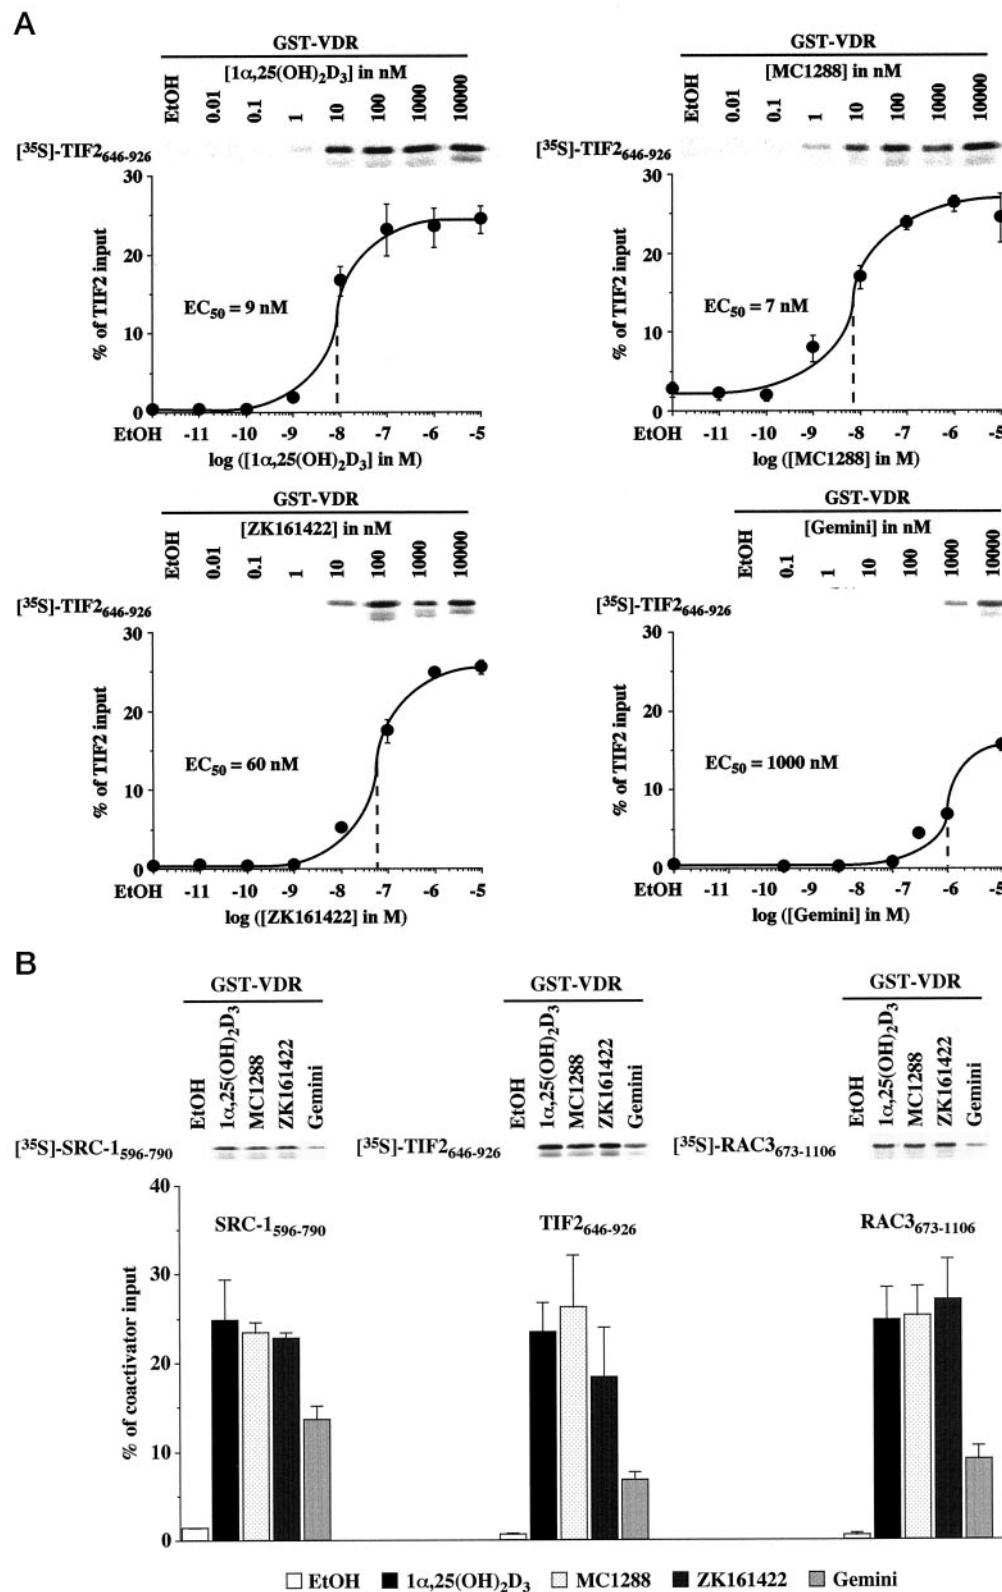 A
GST-VDR
[1α,25(OH)₂D₃] in nM
EtOH 0.01 0.1 1 10 100 1000 10000
[³⁵S]-TIF2₆₄₆₋₉₂₆
30
20
10
0
% of TIF2 input
EC₅₀ = 9 nM
EtOH -11 -10 -9 -8 -7 -6 -5
log ([1α,25(OH)₂D₃] in M)
GST-VDR
[MC1288] in nM
EtOH 0.01 0.1 1 10 100 1000 10000
[³⁵S]-TIF2₆₄₆₋₉₂₆
30
20
10
0
% of TIF2 input
EC₅₀ = 7 nM
EtOH -11 -10 -9 -8 -7 -6 -5
log ([MC1288] in M)
GST-VDR
[ZK161422] in nM
EtOH 0.01 0.1 1 10 100 1000 10000
[³⁵S]-TIF2₆₄₆₋₉₂₆
30
20
10
0
% of TIF2 input
EC₅₀ = 60 nM
EtOH -11 -10 -9 -8 -7 -6 -5
log ([ZK161422] in M)
GST-VDR
[Gemini] in nM
EtOH 0.1 1 10 100 1000 10000
[³⁵S]-TIF2₆₄₆₋₉₂₆
30
20
10
0
% of TIF2 input
EC₅₀ = 1000 nM
EtOH -11 -10 -9 -8 -7 -6 -5
log ([Gemini] in M)
B
GST-VDR
EtOH 1α,25(OH)₂D₃ MC1288 ZK161422 Gemini
[³⁵S]-SRC-1₅₉₆₋₇₉₀
GST-VDR
EtOH 1α,25(OH)₂D₃ MC1288 ZK161422 Gemini
[³⁵S]-TIF2₆₄₆₋₉₂₆
GST-VDR
EtOH 1α,25(OH)₂D₃ MC1288 ZK161422 Gemini
[³⁵S]-RAC3₆₇₃₋₁₁₀₆
40
30
20
10
0
% of coactivator input
SRC-1₅₉₆₋₇₉₀
TIF2₆₄₆₋₉₂₆
RAC3₆₇₃₋₁₁₀₆
EtOH 1α,25(OH)₂D₃ MC1288 ZK161422 Gemini